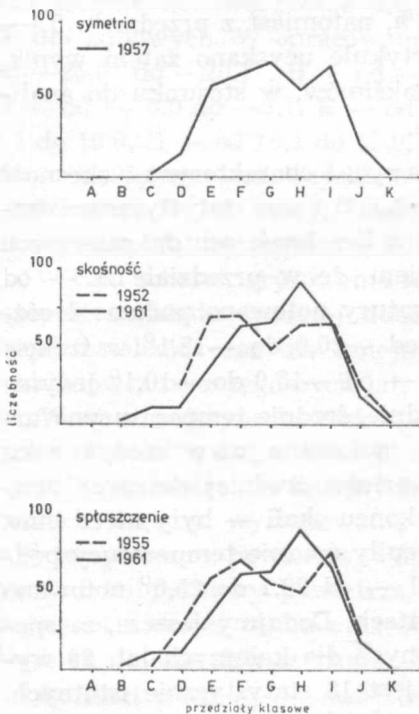 100
symetria
1957
50
A B C D E F G H I J K
100
skośność
1952
1961
50
liczebność
A B C D E F G H I J K
100
spłaszczenie
1955
1961
50
A B C D E F G H I J K
przedziały klasowe